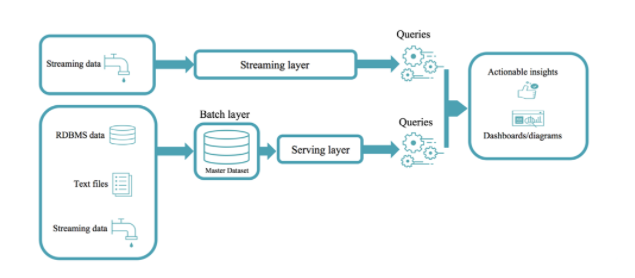 Queries
Streaming data
Streaming layer
Actionable insights
Dashboards/diagrams
Batch layer
Queries
RDBMS data
Master Dataset
Serving layer
Text files
Streaming data